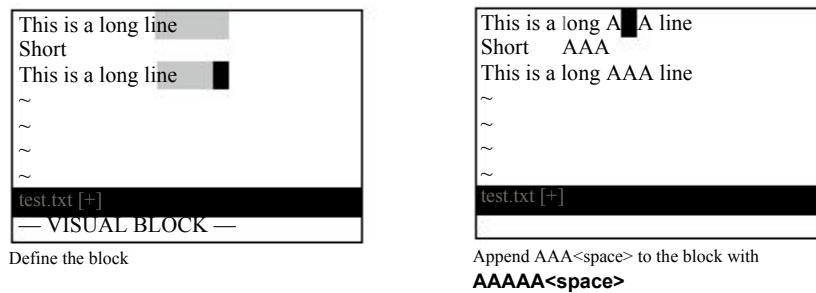 This is a long line
Short
This is a long line
~
~
~
~
test.txt [+]
— VISUAL BLOCK —
Define the block
This is a long A A line
Short AAA
This is a long AAA line
~
~
~
~
test.txt [+]
Append AAA<space> to the block with
AAAAA<space>